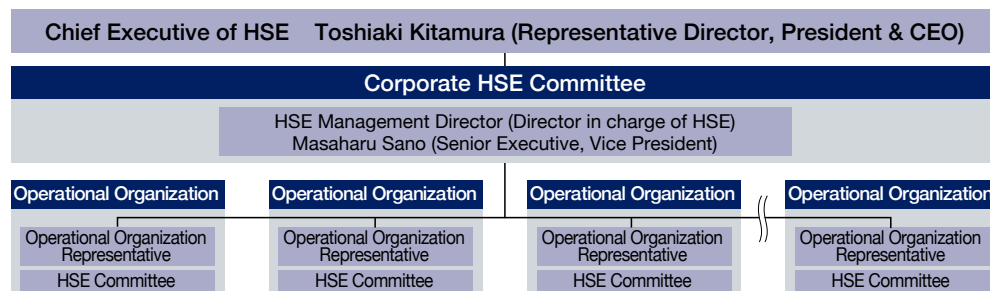 Chief Executive of HSE Toshiaki Kitamura (Representative Director, President & CEO)
Corporate HSE Committee
HSE Management Director (Director in charge of HSE)
Masaharu Sano (Senior Executive, Vice President)
Operational Organization
Operational Organization
Representative
HSE Committee
Operational Organization
Operational Organization
Representative
HSE Committee
Operational Organization
Operational Organization
Representative
HSE Committee
Operational Organization
Operational Organization
Representative
HSE Committee